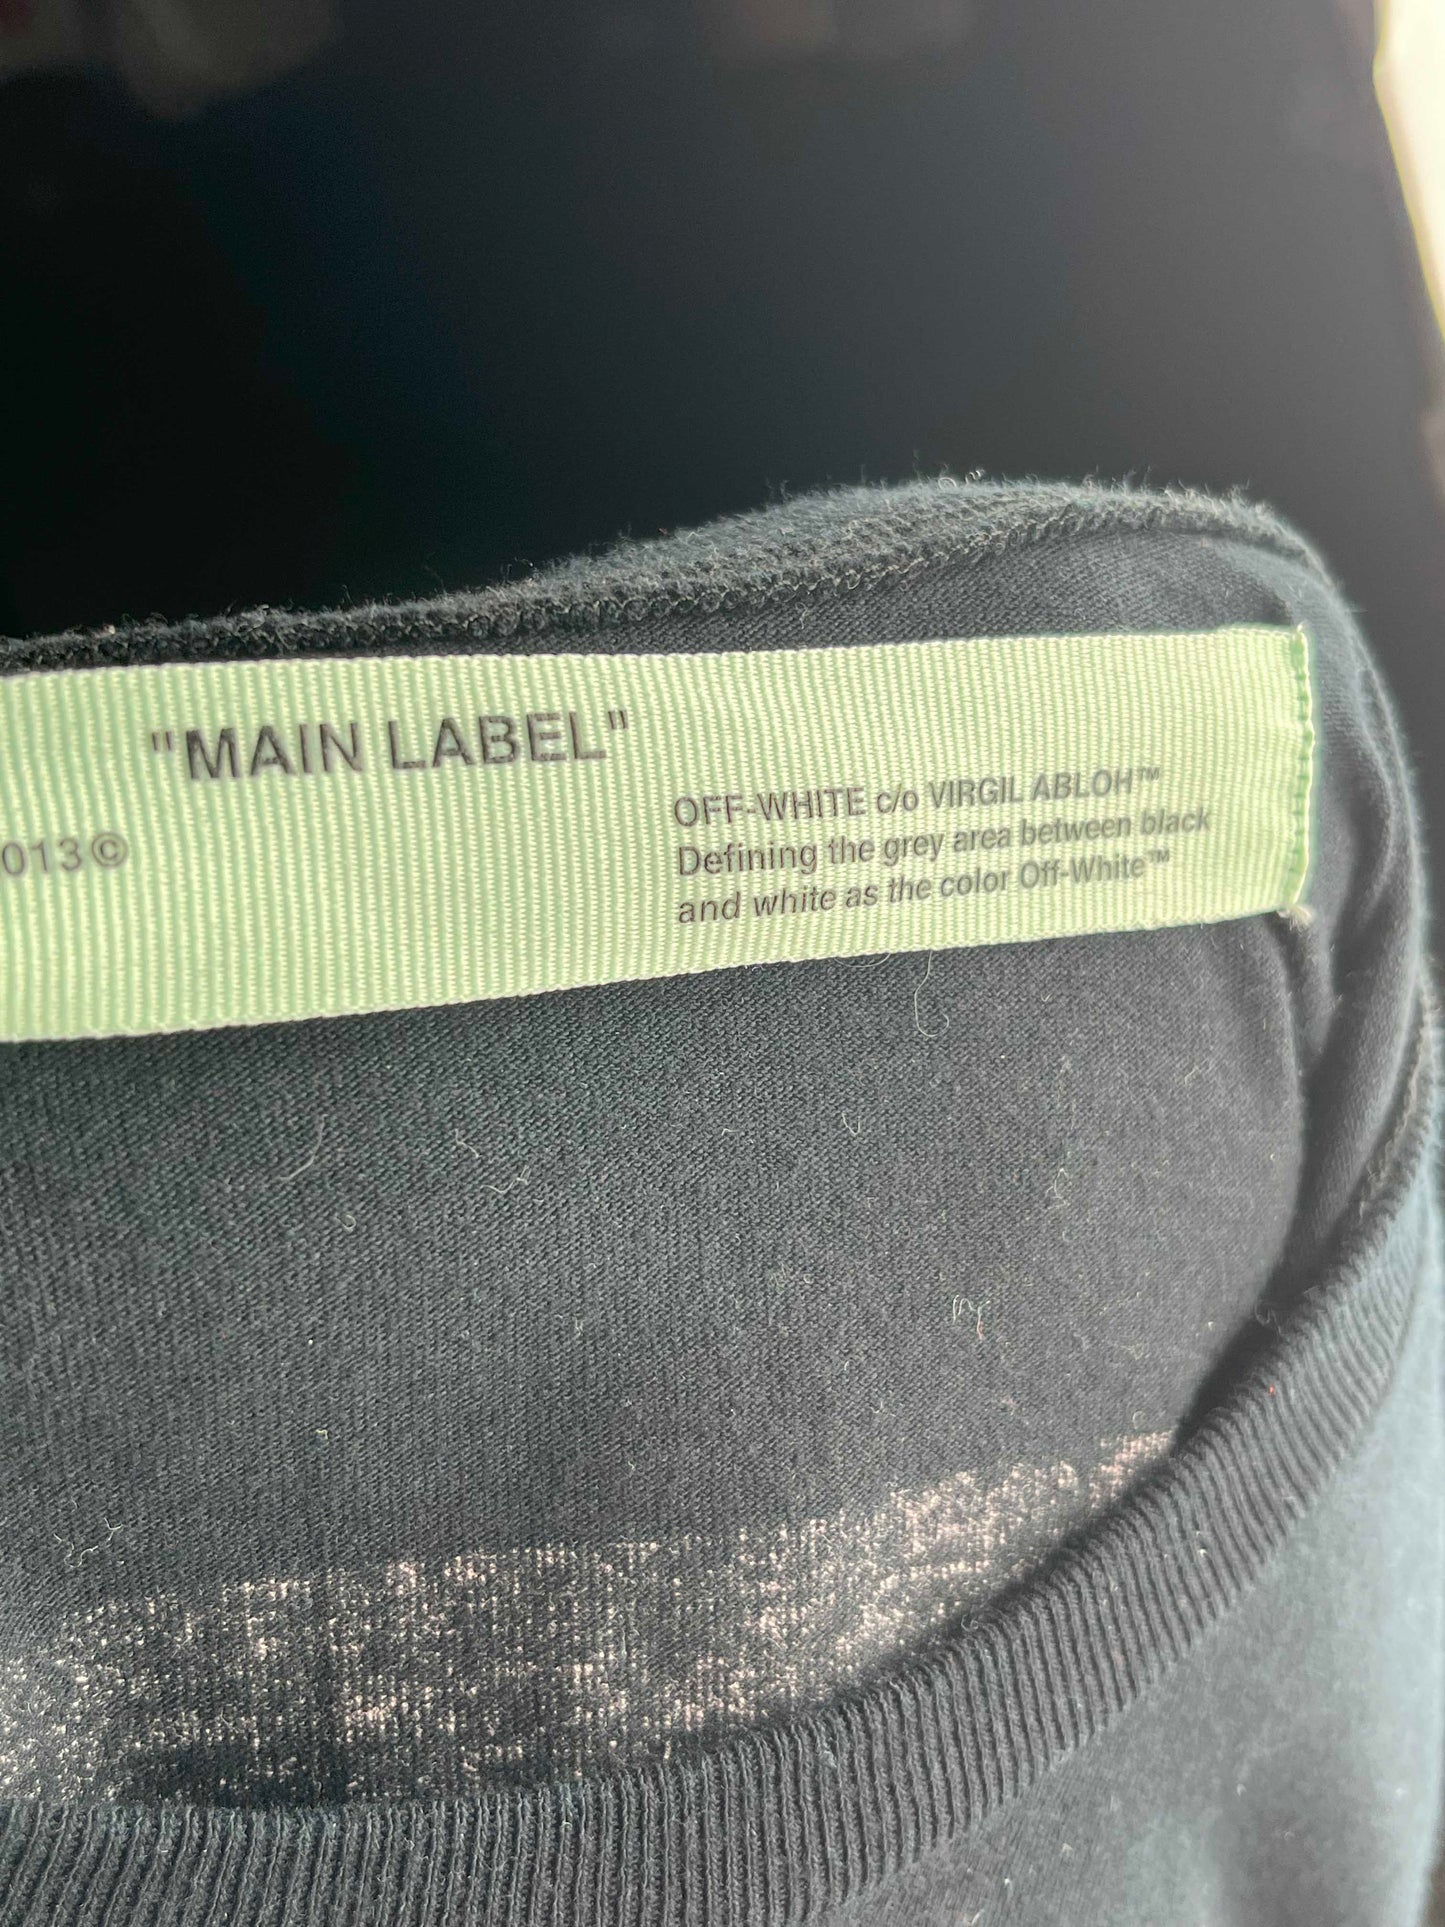 "MAIN LABEL"
013©
OFF-WHITE c/o VIRGIL ABLOH™
Defining the grey area between black
and white as the color Off-White™